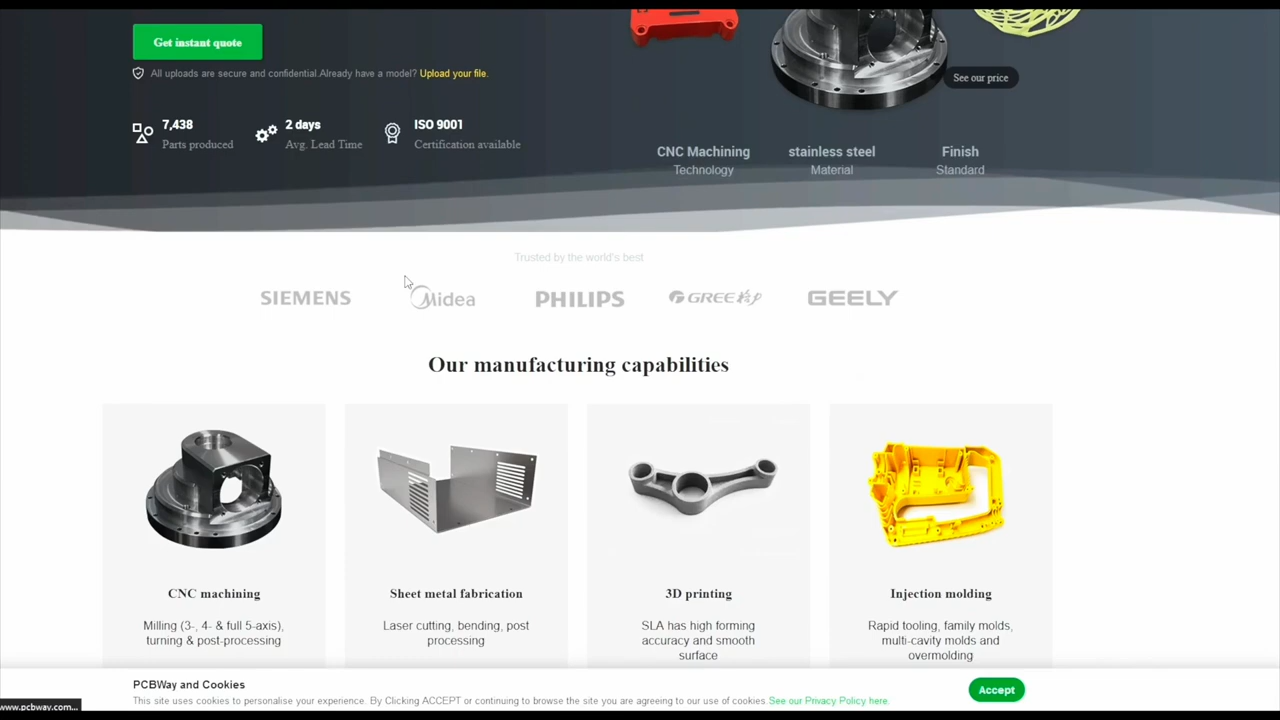 Get instant quote
All uploads are secure and confidential.Already have a model? Upload your file.
See our price
7,438
Parts produced
2 days
Avg. Lead Time
ISO 9001
Certification available
CNC Machining
Technology
stainless steel
Material
Finish
Standard
Trusted by the world's best
SIEMENS
Midea
PHILIPS
GREE格力
GEELY
Our manufacturing capabilities
CNC machining
Milling (3-, 4- & full 5-axis),
turning & post-processing
Sheet metal fabrication
Laser cutting, bending, post
processing
3D printing
SLA has high forming
accuracy and smooth
surface
Injection molding
Rapid tooling, family molds,
multi-cavity molds and
overmolding
PCBWay and Cookies
This site uses cookies to personalise your experience. By Clicking ACCEPT or continuing to browse the site you are agreeing to our use of cookies.See our Privacy Policy here.
Accept
www.pcbway.com...